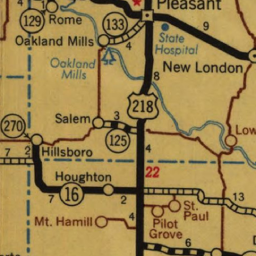 Pleasant
129
Rome
133
9
Oakland Mills
State
Hospital
Oakland
Mills
New London
8
218
Salem
3
125
270
4
7
2
Hillsboro
22
Houghton
16
7
2
13
St.
Paul
Mt. Hamill
4
Pilot
Grove
6